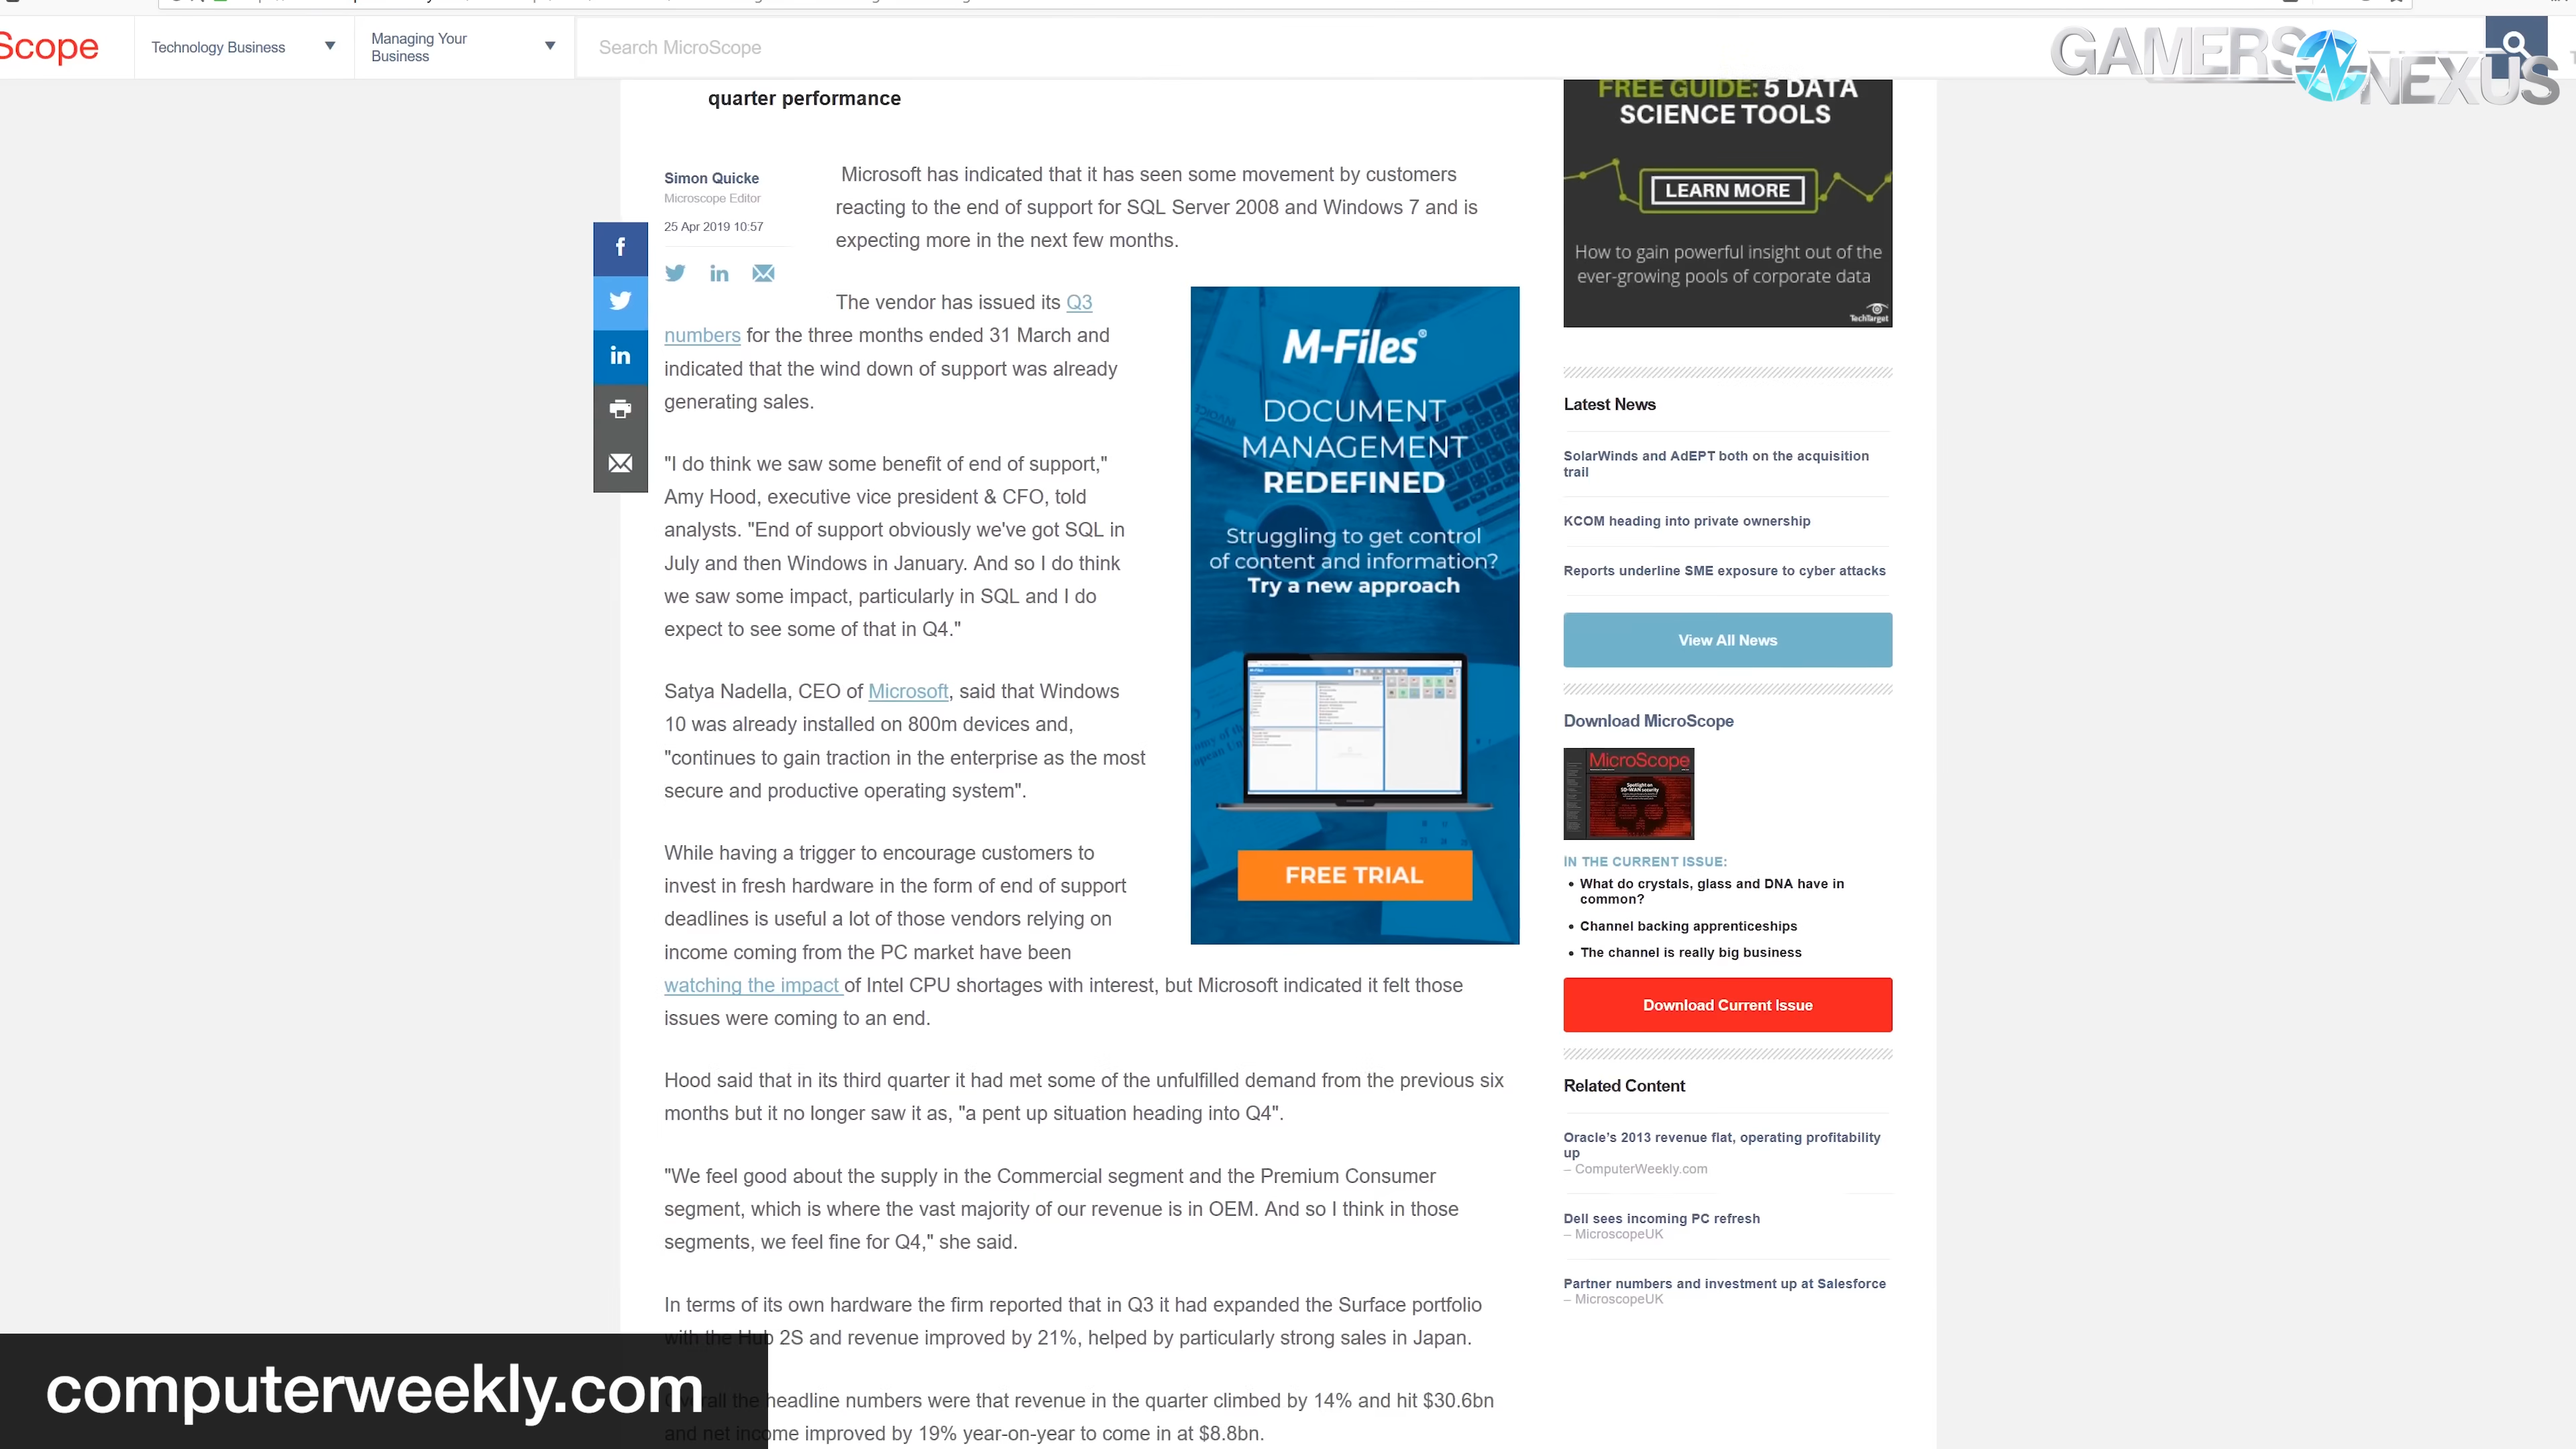 Scope
Technology Business
Managing Your
Business
Search MicroScope
GAMERS
NEXUS
quarter performance
Simon Quicke
Microscope Editor
25 Apr 2019 10:57
Microsoft has indicated that it has seen some movement by customers
reacting to the end of support for SQL Server 2008 and Windows 7 and is
expecting more in the next few months.
The vendor has issued its Q3
numbers for the three months ended 31 March and
indicated that the wind down of support was already
generating sales.
"I do think we saw some benefit of end of support,"
Amy Hood, executive vice president & CFO, told
analysts. "End of support obviously we've got SQL in
July and then Windows in January. And so I do think
we saw some impact, particularly in SQL and I do
expect to see some of that in Q4."
Satya Nadella, CEO of Microsoft, said that Windows
10 was already installed on 800m devices and,
"continues to gain traction in the enterprise as the most
secure and productive operating system".
While having a trigger to encourage customers to
invest in fresh hardware in the form of end of support
deadlines is useful a lot of those vendors relying on
income coming from the PC market have been
watching the impact of Intel CPU shortages with interest, but Microsoft indicated it felt those
issues were coming to an end.
Hood said that in its third quarter it had met some of the unfulfilled demand from the previous six
months but it no longer saw it as, "a pent up situation heading into Q4".
"We feel good about the supply in the Commercial segment and the Premium Consumer
segment, which is where the vast majority of our revenue is in OEM. And so I think in those
segments, we feel fine for Q4," she said.
In terms of its own hardware the firm reported that in Q3 it had expanded the Surface portfolio
with the Hub 2S and revenue improved by 21%, helped by particularly strong sales in Japan.
Overall the headline numbers were that revenue in the quarter climbed by 14% and hit $30.6bn
and net income improved by 19% year-on-year to come in at $8.8bn.
M-Files®
DOCUMENT
MANAGEMENT
REDEFINED
Struggling to get control
of content and information?
Try a new approach
FREE TRIAL
FREE GUIDE: 5 DATA
SCIENCE TOOLS
LEARN MORE
How to gain powerful insight out of the
ever-growing pools of corporate data
TechTarget
Latest News
SolarWinds and AdEPT both on the acquisition
trail
KCOM heading into private ownership
Reports underline SME exposure to cyber attacks
View All News
Download MicroScope
MicroScope
Spotlight on
SD-WAN security
IN THE CURRENT ISSUE:
• What do crystals, glass and DNA have in
common?
• Channel backing apprenticeships
• The channel is really big business
Download Current Issue
Related Content
Oracle's 2013 revenue flat, operating profitability
up
– ComputerWeekly.com
Dell sees incoming PC refresh
– MicroscopeUK
Partner numbers and investment up at Salesforce
– MicroscopeUK
computerweekly.com